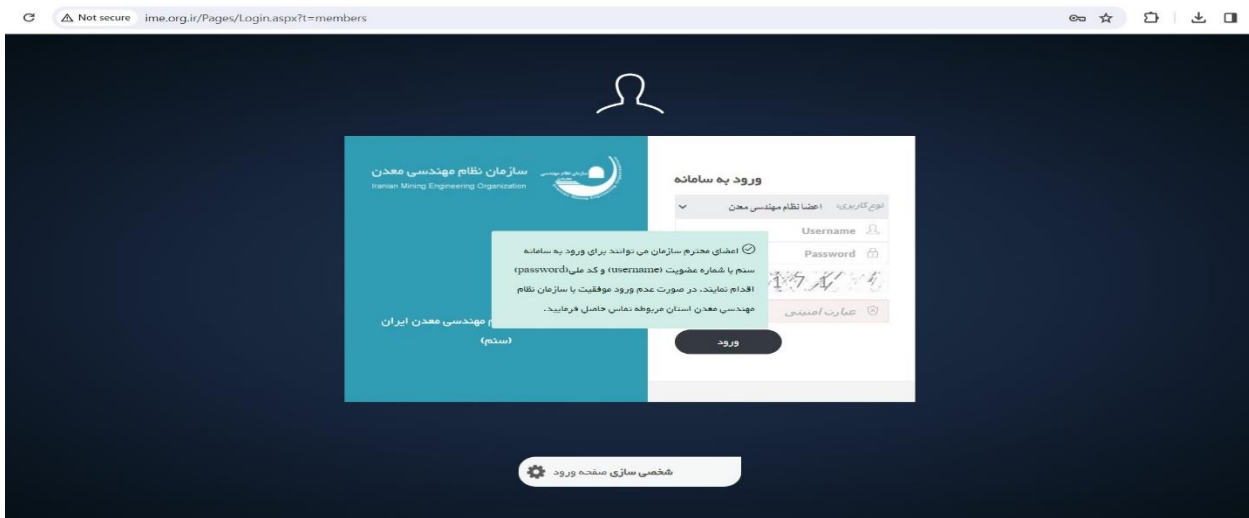 Not secure ime.org.ir/Pages/Login.aspx?t=members
سازمان نظام مهندسی معدن
Iranian Mining Engineering Organization
ورود به سامانه
نوع کاربری: اعضا نظام مهندسی معدن
Username
Password
اعضای محترم سازمان می توانند برای ورود به سامانه
سنم با شماره عضویت (username) و کد ملی(password)
اقدام نمایند، در صورت عدم ورود موفقیت با سازمان نظام
مهندسی معدن استان مربوطه تماس حاصل فرمایید.
عبارت امنیتی
مهندسی معدن ایران
(سنم)
ورود
شخصی سازی صفحه ورود